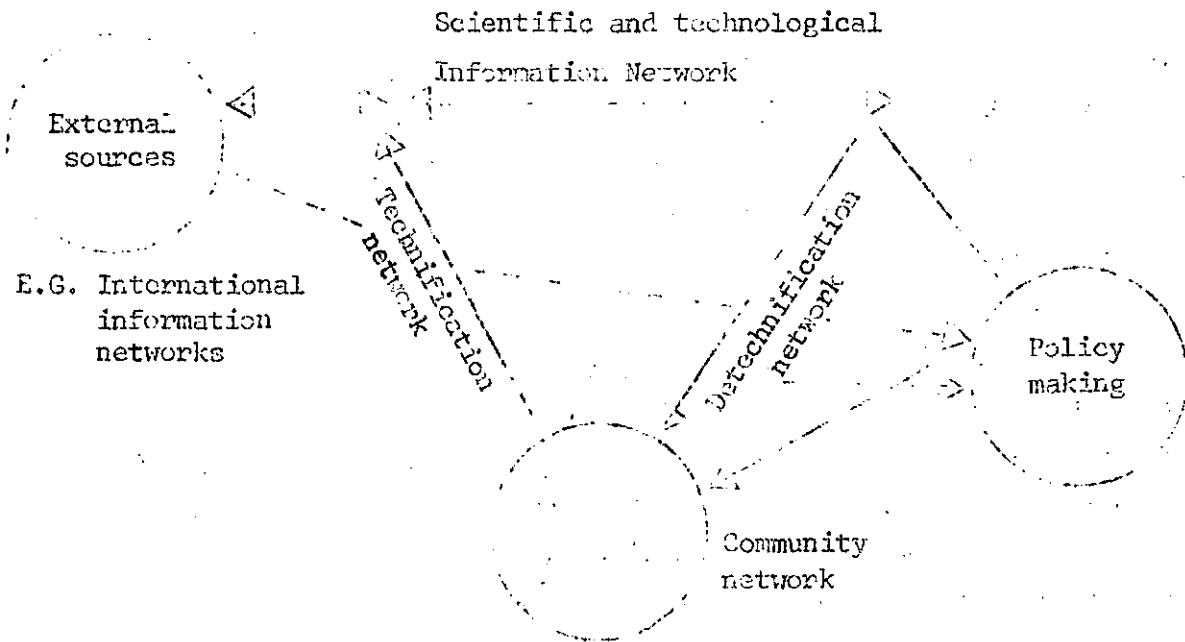 Scientific and technological
Information Network
External
sources
E.G. International
information
networks
Technification
network
Detechnification
network
Policy
making
Community
network